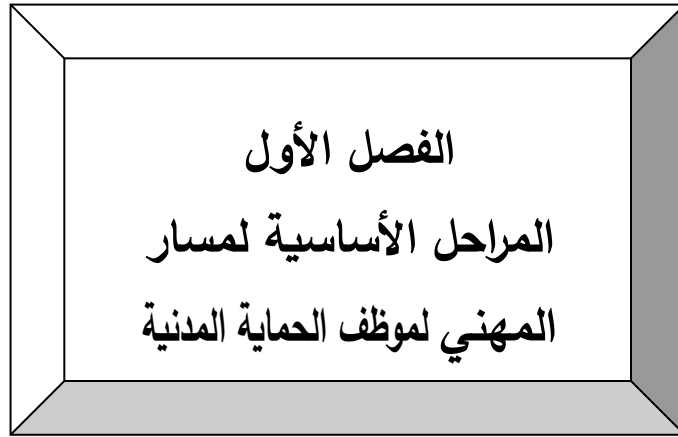 الفصل الأول
المراحل الأساسية لمسار
المهني لموظف الحماية المدنية